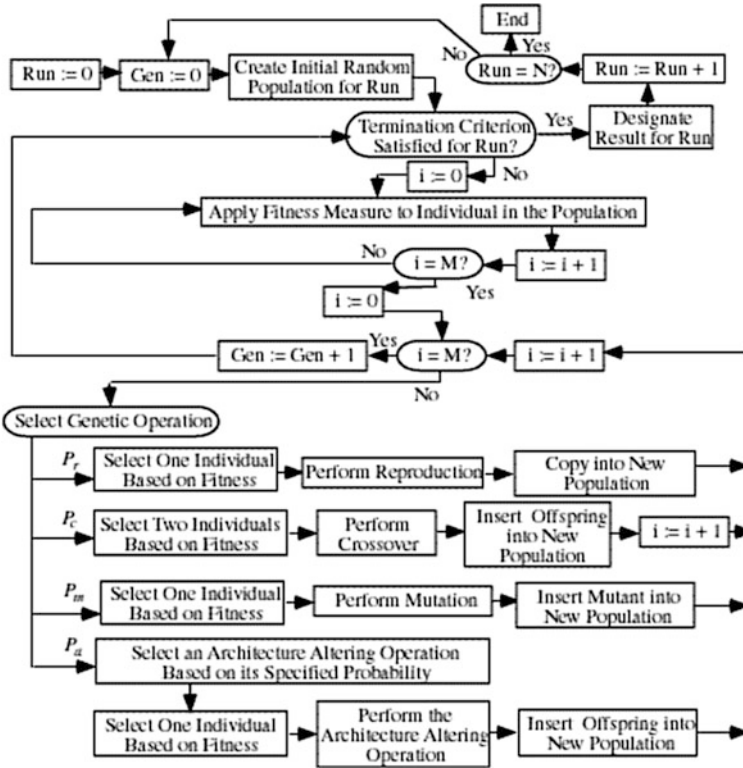 End
No
Yes
Run := 0
Gen := 0
Create Initial Random
Population for Run
Run = N?
Run := Run + 1
Termination Criterion
Satisfied for Run?
Yes
Designate
Result for Run
i := 0
No
Apply Fitness Measure to Individual in the Population
No
i = M?
i := i + 1
i := 0
Yes
Gen := Gen + 1
Yes
i = M?
i := i + 1
No
Select Genetic Operation
Pr
Select One Individual
Based on Fitness
Perform Reproduction
Copy into New
Population
Pc
Select Two Individuals
Based on Fitness
Perform
Crossover
Insert Offspring
into New
Population
i := i + 1
Pm
Select One Individual
Based on Fitness
Perform Mutation
Insert Mutant into
New Population
Pa
Select an Architecture Altering Operation
Based on its Specified Probability
Select One Individual
Based on Fitness
Perform the
Architecture Altering
Operation
Insert Offspring into
New Population